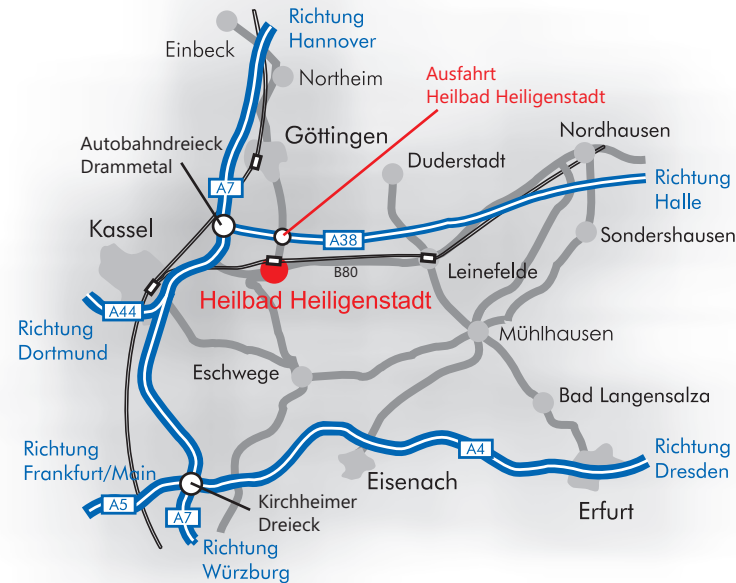 Richtung
Hannover
Einbeck
Northeim
Ausfahrt
Heilbad Heiligenstadt
Autobahndreieck
Drammetal
Göttingen
Nordhausen
Duderstadt
A7
Richtung
Halle
Kassel
A38
Sondershausen
Leinefelde
B80
Heilbad Heiligenstadt
A44
Richtung
Dortmund
Mühlhausen
Eschwege
Bad Langensalza
Richtung
Frankfurt/Main
A4
Richtung
Dresden
Eisenach
A5
Kirchheimer
Dreieck
Erfurt
A7
Richtung
Würzburg